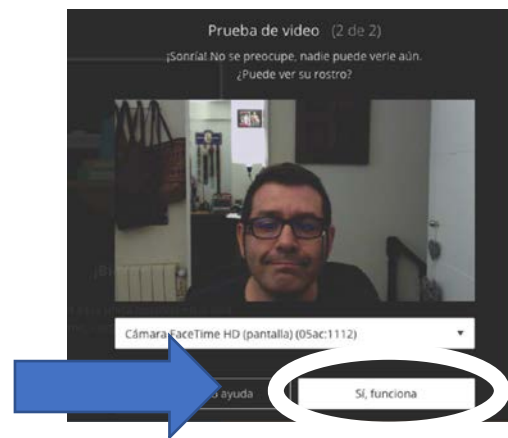 Prueba de video (2 de 2)
¡Sonría! No se preocupe, nadie puede verle aún.
¿Puede ver su rostro?
Cámara FaceTime HD (pantalla) (05ac:1112)
ayuda
Sí, funciona